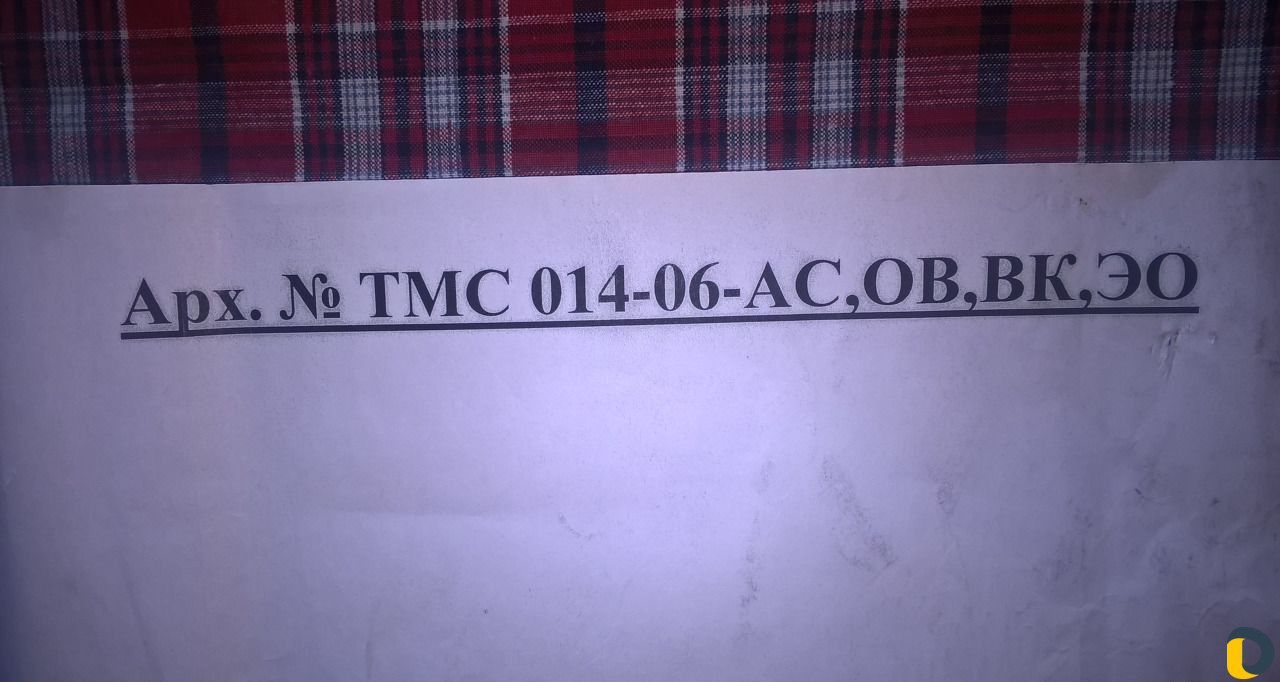 Арх. № ТМС 014-06-АС,ОВ,ВК,ЭО